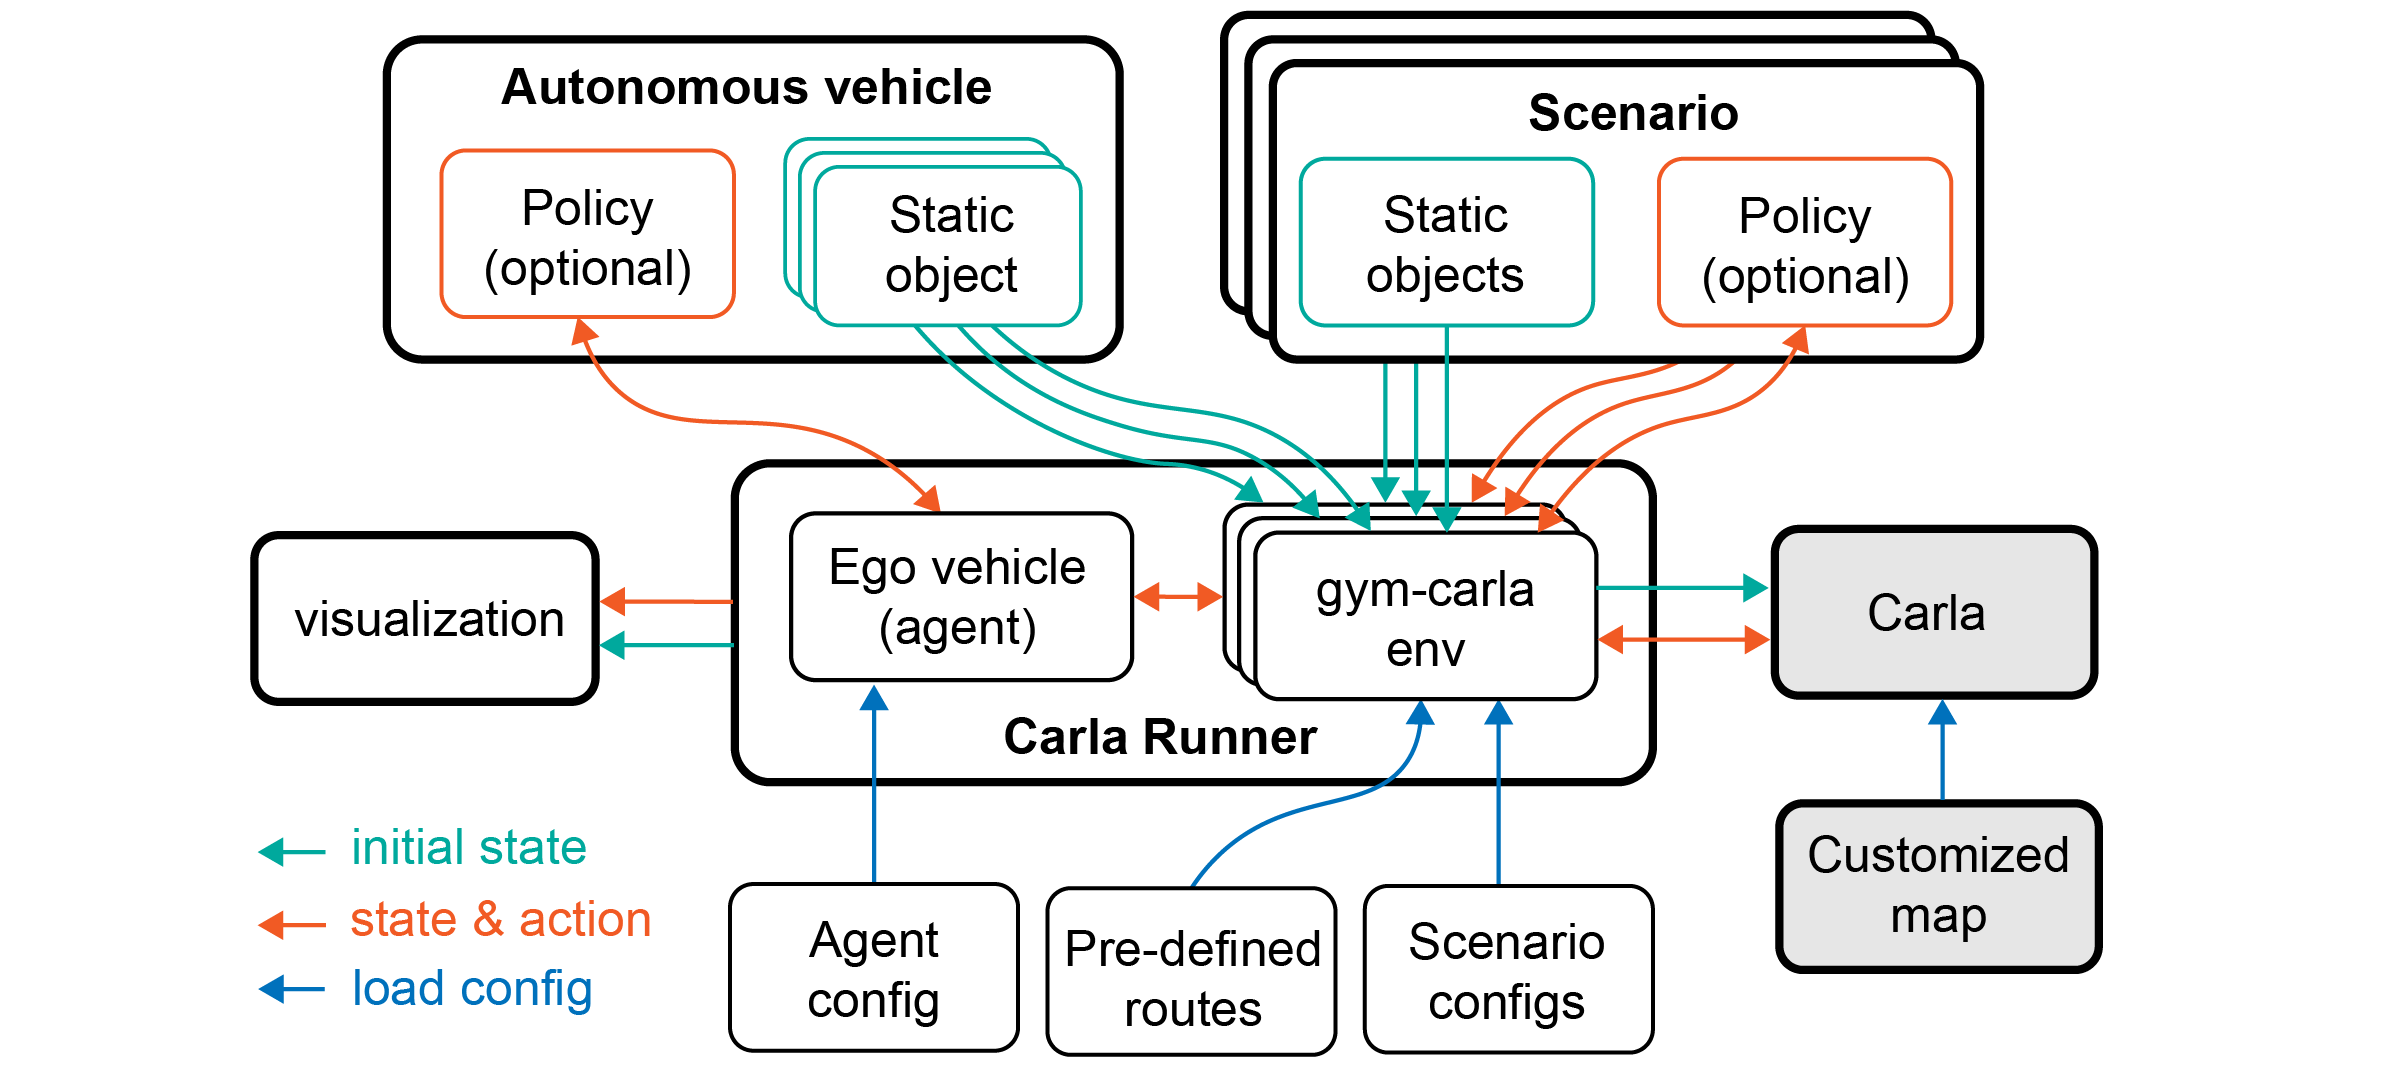 Autonomous vehicle
Policy
(optional)
Static
object
Scenario
Static
objects
Policy
(optional)
visualization
Ego vehicle
(agent)
gym-carla
env
Carla Runner
Carla
Customized
map
initial state
state & action
load config
Agent
config
Pre-defined
routes
Scenario
configs